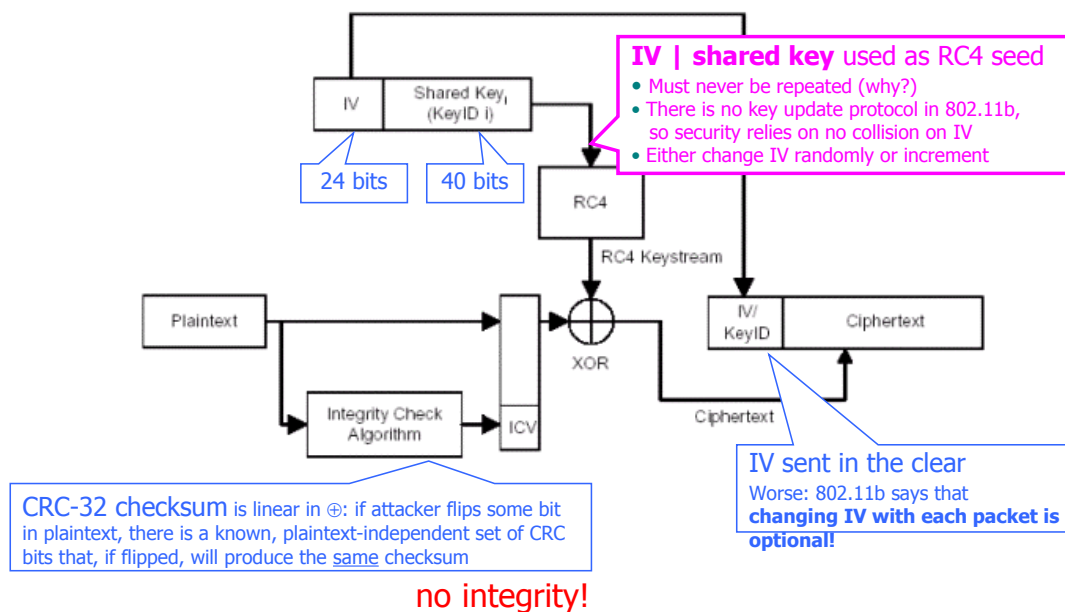 IV | shared key used as RC4 seed
• Must never be repeated (why?)
• There is no key update protocol in 802.11b,
so security relies on no collision on IV
• Either change IV randomly or increment
IV
Shared Keyᵢ
(KeyID i)
24 bits
40 bits
RC4
RC4 Keystream
Plaintext
IV/
KeyID
Ciphertext
XOR
Integrity Check
Algorithm
ICV
Ciphertext
IV sent in the clear
Worse: 802.11b says that
changing IV with each packet is
optional!
CRC-32 checksum is linear in ⊕: if attacker flips some bit
in plaintext, there is a known, plaintext-independent set of CRC
bits that, if flipped, will produce the same checksum
no integrity!